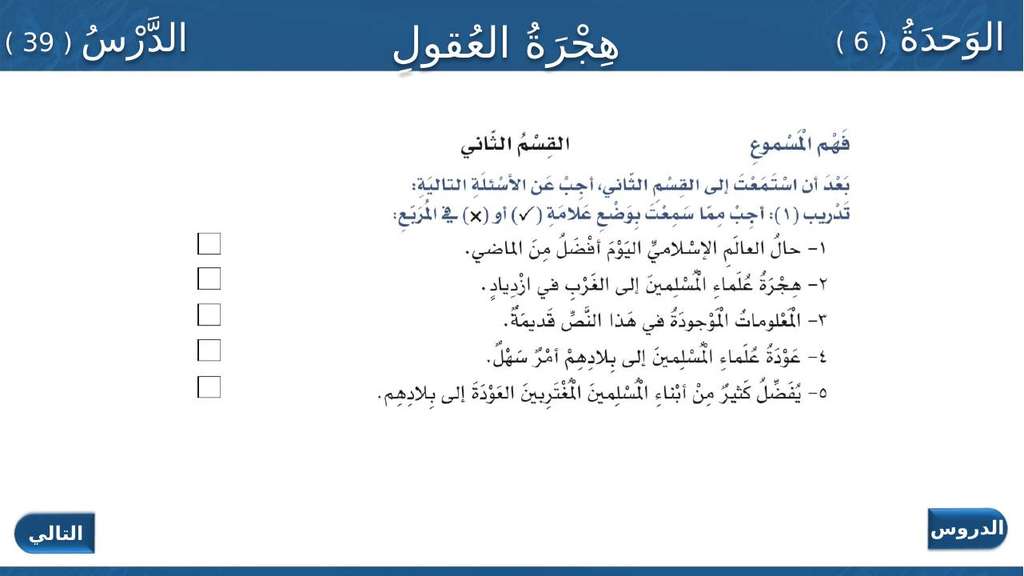 الوَحدَةُ ( 6 )
هِجْرَةُ العُقولِ
الدَّرْسُ ( 39 )
فَهْم الْمَسْموعِ
القِسْمُ الثّاني
بَعْدَ أن اسْتَمَعْتَ إلى القِسْمِ الثّاني، أجِبْ عَن الأسْئلَةِ التاليَةِ:
تَدْريب (١): أجِبْ مِمّا سَمِعْتَ بِوَضْعِ عَلامَةِ (✓) أو (×) في الْمُرَبَّعِ:
١- حالُ العالَمِ الإسْلاميِّ اليَوْمَ أفْضَلُ مِنَ الماضي.
٢- هِجْرَةُ عُلَماءِ الْمُسْلِمينَ إلى الغَرْبِ في ازْدِيادٍ.
٣- الْمَعْلوماتُ الْمَوْجودَةُ في هَذا النَّصِّ قَديمَةٌ.
٤- عَوْدَةُ عُلَماءِ الْمُسْلِمينَ إلى بِلادِهِمْ أمْرٌ سَهْلٌ.
٥- يُفَضِّلُ كَثيرٌ مِنْ أبْناءِ الْمُسْلِمينَ الْمُغْتَرِبينَ العَوْدَةَ إلى بِلادِهِم.
الدروس
التالي